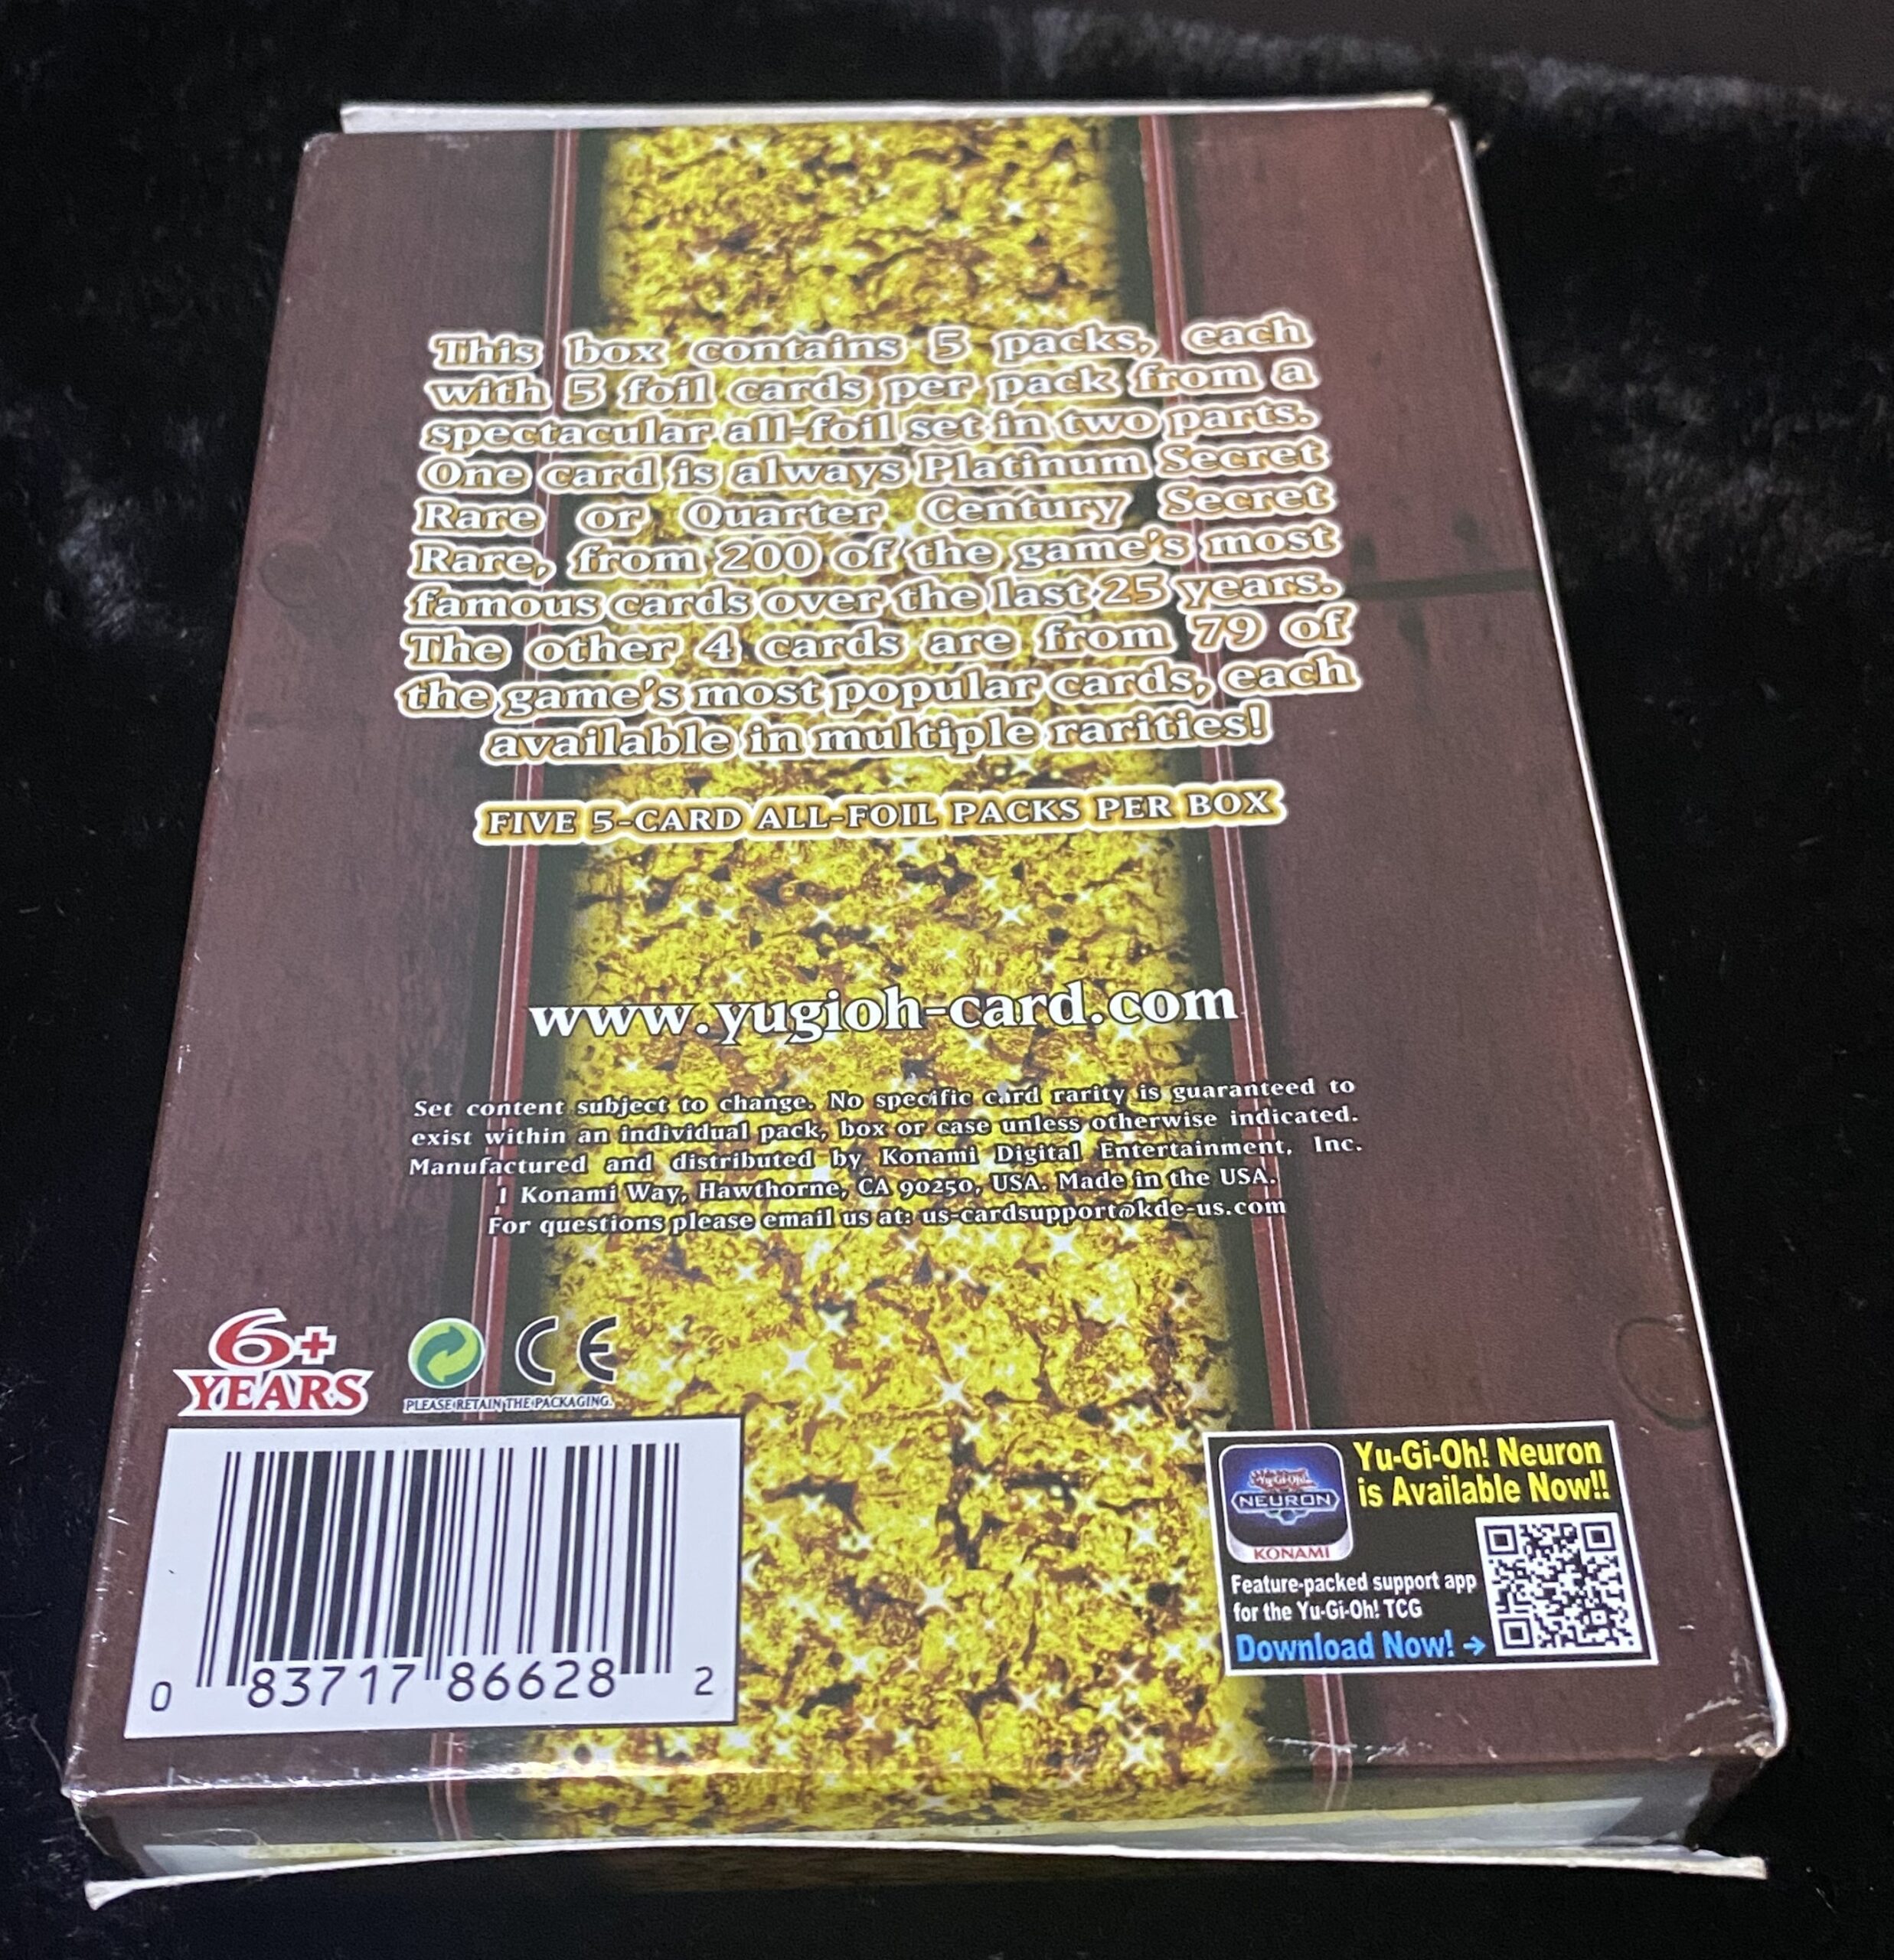 This box contains 5 packs, each
with 5 foil cards per pack from a
spectacular all-foil set in two parts.
One card is always Platinum Secret
Rare or Quarter Century Secret
Rare, from 200 of the game's most
famous cards over the last 25 years.
The other 4 cards are from 79 of
the game's most popular cards, each
available in multiple rarities!
FIVE 5-CARD ALL-FOIL PACKS PER BOX
www.yugioh-card.com
Set content subject to change. No specific card rarity is guaranteed to
exist within an individual pack, box or case unless otherwise indicated.
Manufactured and distributed by Konami Digital Entertainment, Inc.
1 Konami Way, Hawthorne, CA 90250, USA. Made in the USA.
For questions please email us at: us-cardsupport@kde-us.com
6+
YEARS
CE
PLEASE RETAIN THE PACKAGING.
0 83717 86628 2
Yu-Gi-Oh! Neuron
is Available Now!!
Yu-Gi-Oh!
NEURON
KONAMI
Feature-packed support app
for the Yu-Gi-Oh! TCG
Download Now! →